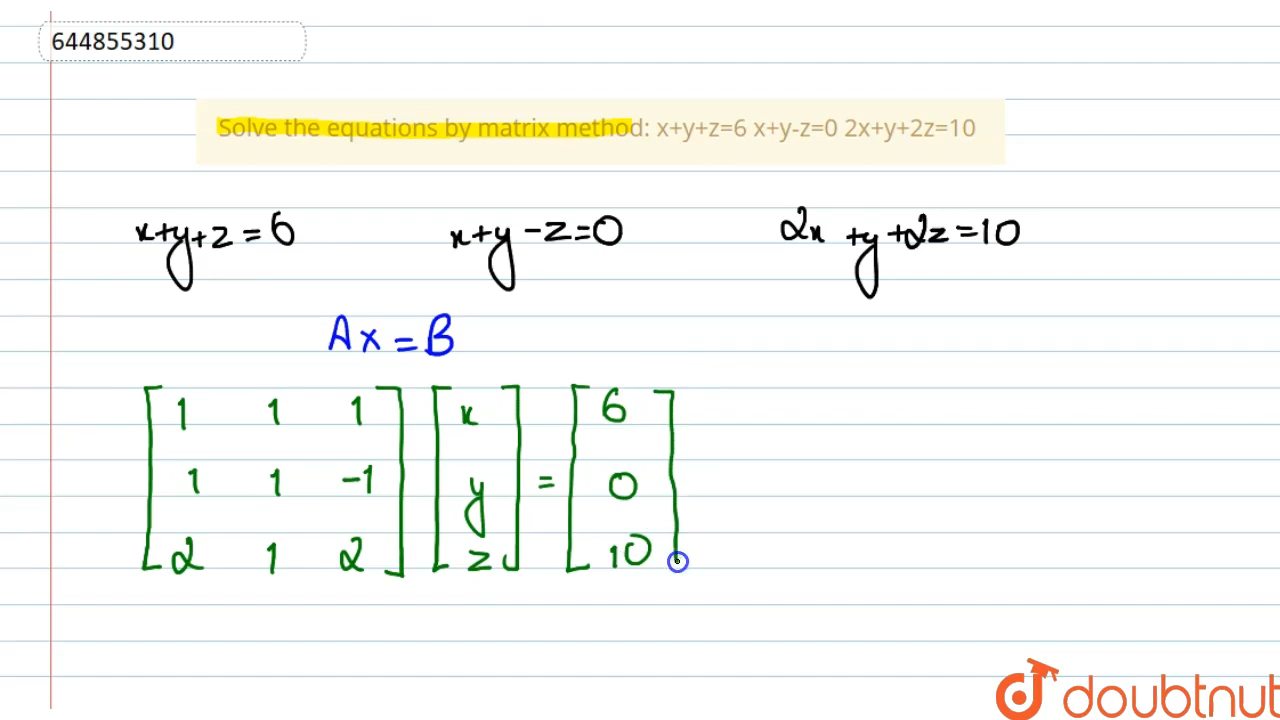 644855310
Solve the equations by matrix method: x+y+z=6 x+y-z=0 2x+y+2z=10
x+y+z=6 x+y-z=0 2x+y+2z=10
Ax=B
1 1 1 x 6
1 1 -1 y = 0
2 1 2 z 10
doubtnut